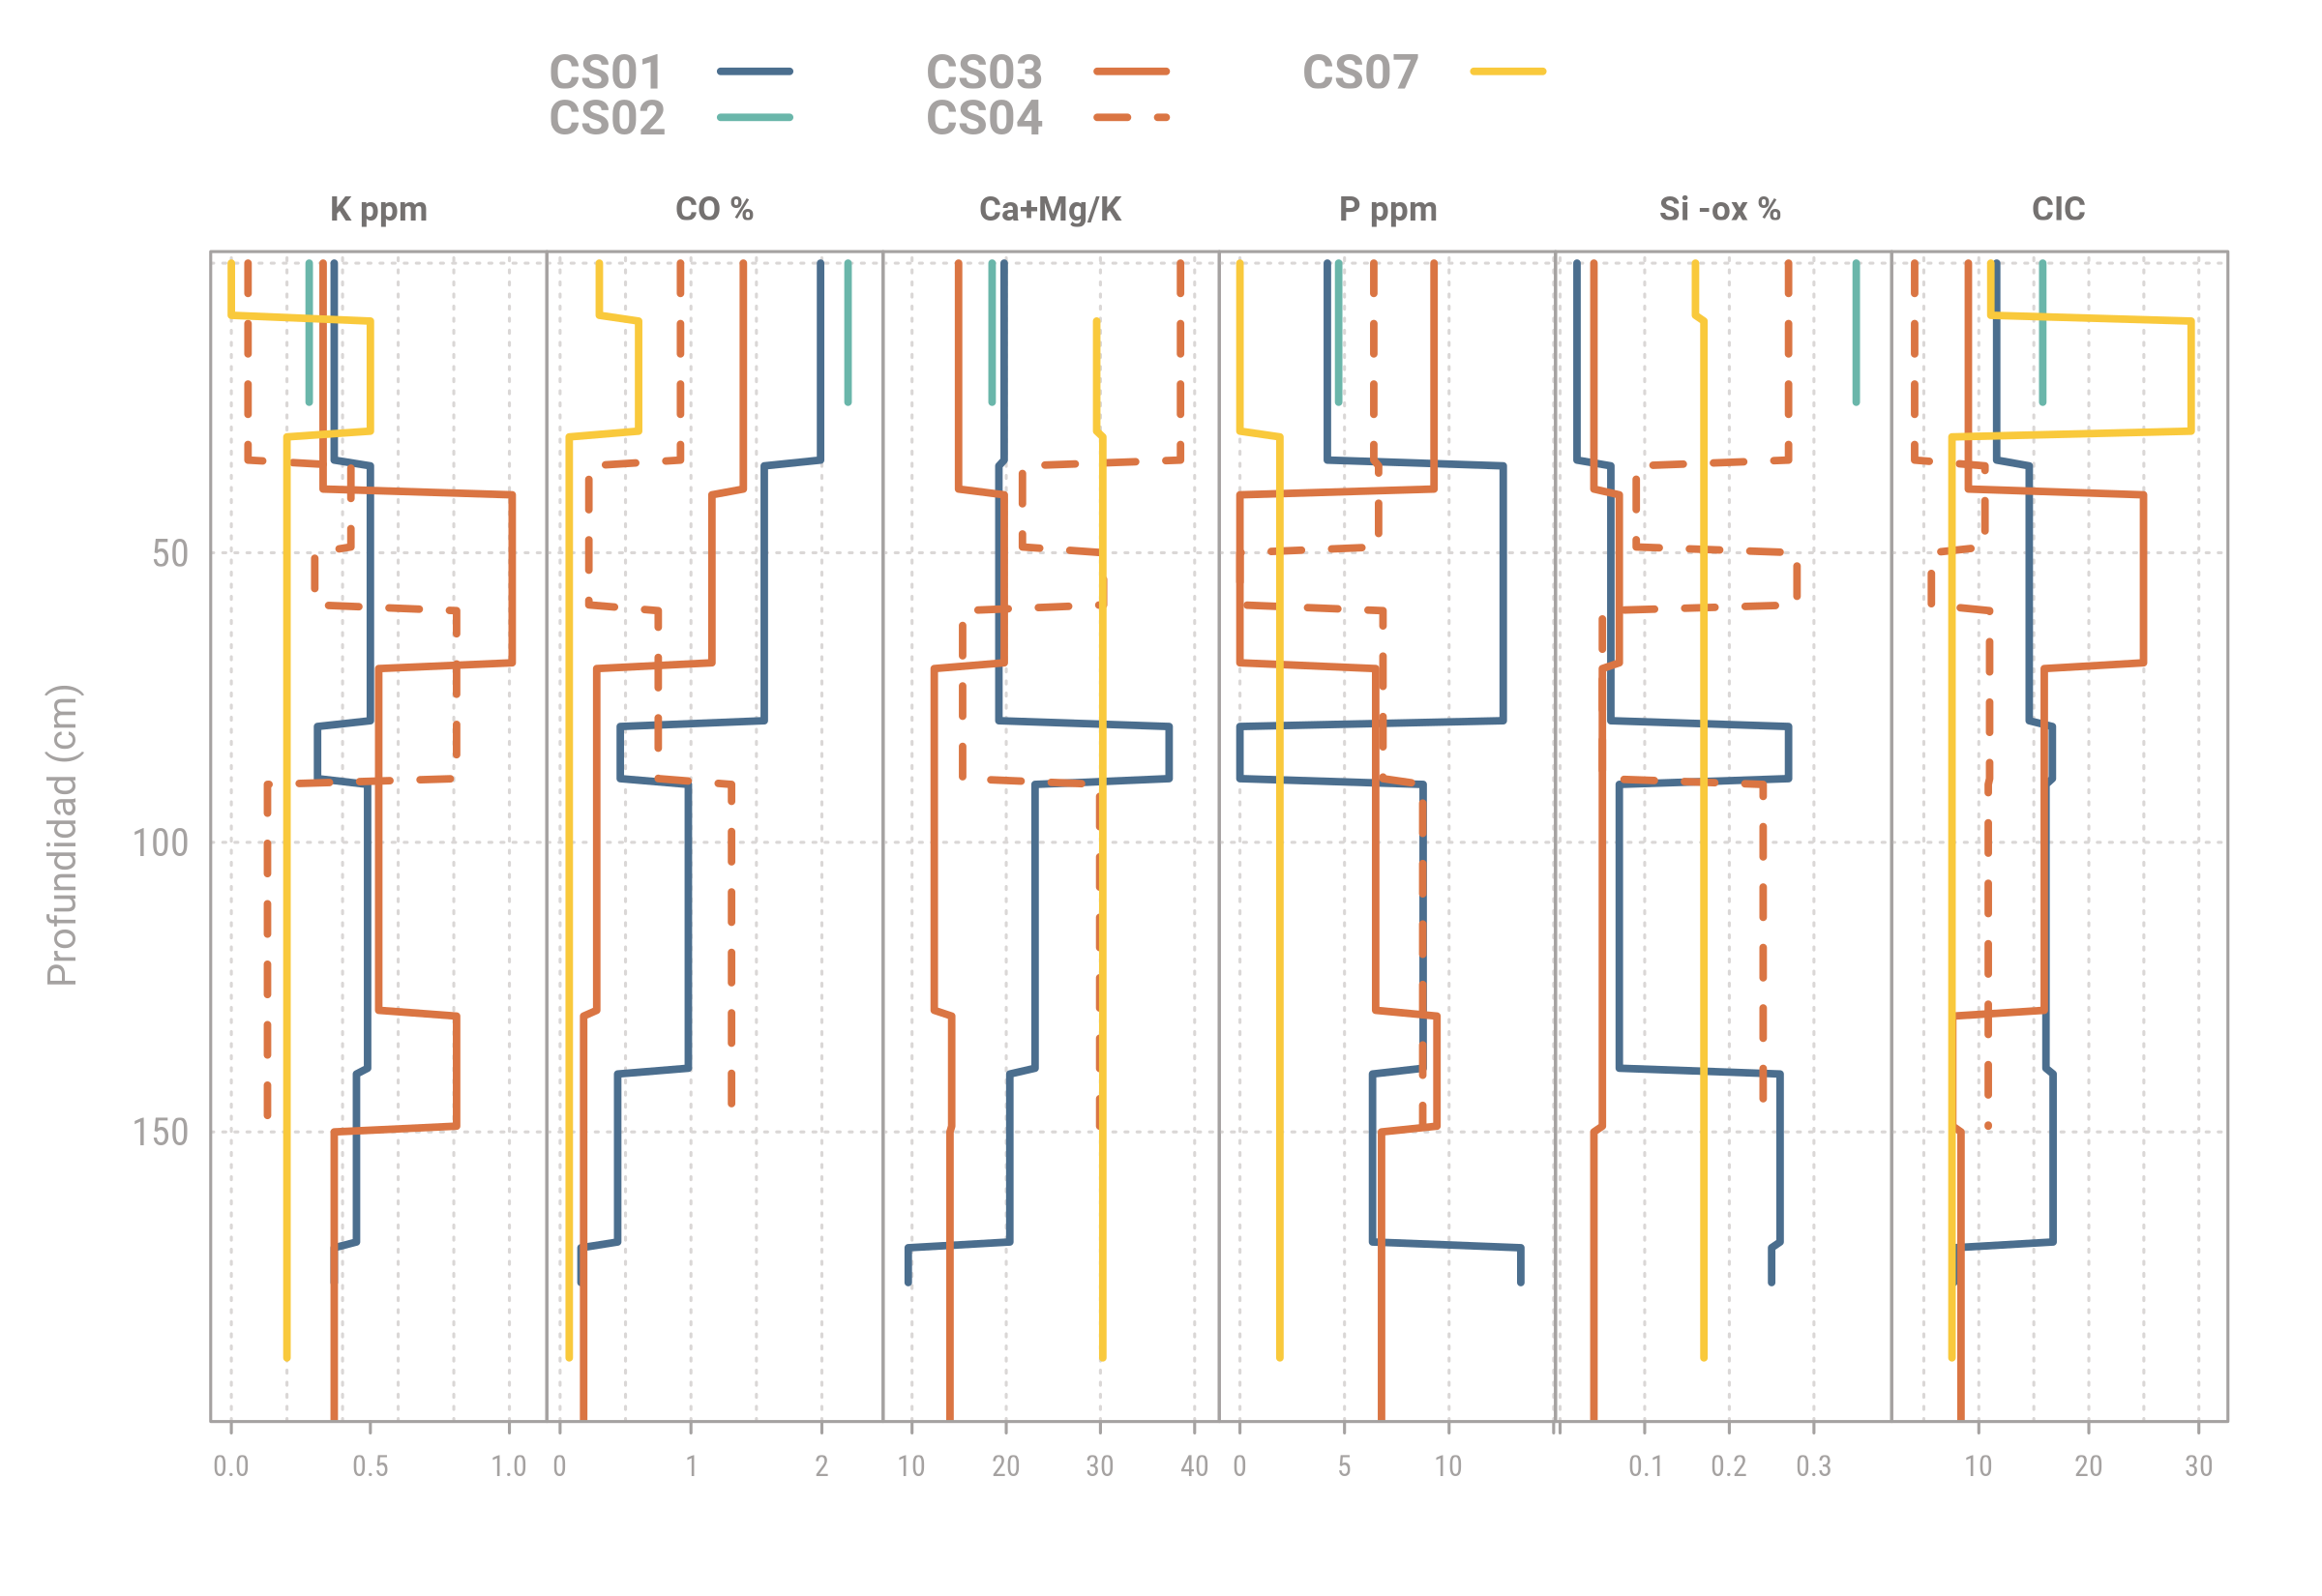 CS01 CS03 CS07
CS02 CS04
K ppm CO % Ca+Mg/K P ppm Si -ox % CIC
50
100
150
Profundidad (cm)
0.0 0.5 1.0 0 1 2 10 20 30 40 0 5 10 0.1 0.2 0.3 10 20 30